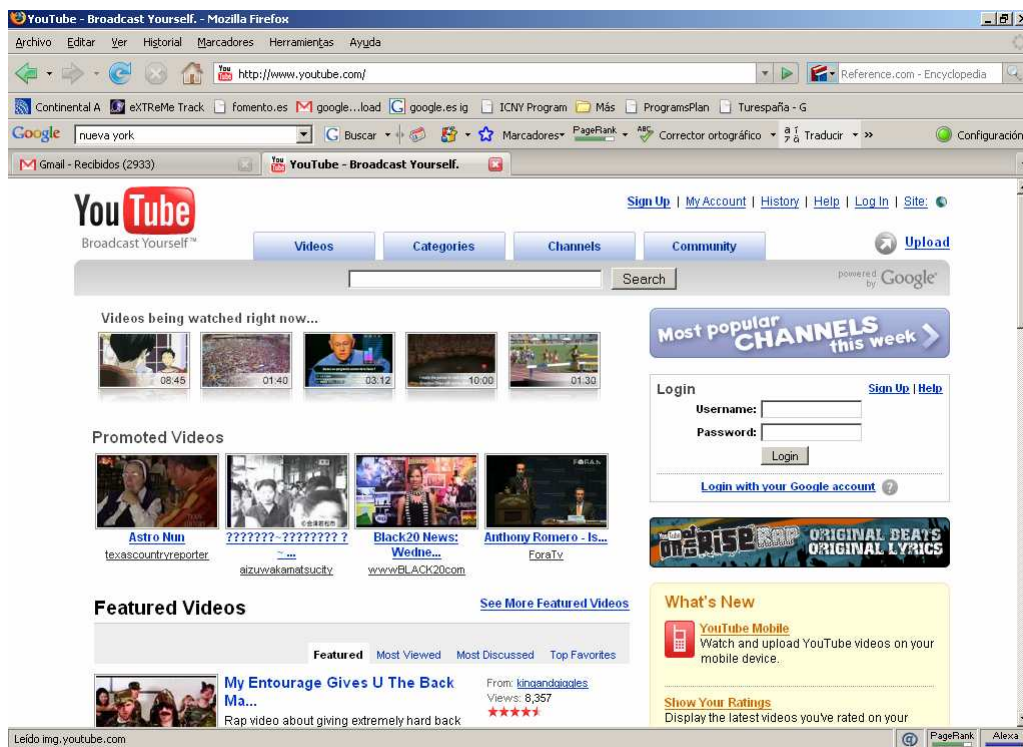 YouTube - Broadcast Yourself. - Mozilla Firefox
Archivo Editar Ver Historial Marcadores Herramientas Ayuda
http://www.youtube.com/ Reference.com - Encyclopedia
Continental A eXTReMe Track fomento.es google...load google.es ig ICNY Program Más ProgramsPlan Turespaña - G
Google nueva york Buscar Marcadores PageRank Corrector ortográfico Traducir » Configuración
Gmail - Recibidos (2933) YouTube - Broadcast Yourself.
YouTube
Broadcast Yourself™
Sign Up | My Account | History | Help | Log In | Site:
Videos Categories Channels Community Upload
Search powered by Google
Videos being watched right now...
08:45 01:40 03:12 10:00 01:30
Most popular CHANNELS this week
Login Sign Up | Help
Username:
Password:
Login
Login with your Google account ?
Promoted Videos
Astro Nun
texascountryreporter
???????~???????? ?
~ ...
aizuwakamatsucity
Black20 News:
Wedne...
wwwBLACK20com
Anthony Romero - Is...
ForaTv
On the RISE RAP ORIGINAL BEATS
ORIGINAL LYRICS
Featured Videos See More Featured Videos
Featured Most Viewed Most Discussed Top Favorites
My Entourage Gives U The Back
Ma...
Rap video about giving extremely hard back
From: kingandgiggles
Views: 8,357
What's New
YouTube Mobile
Watch and upload YouTube videos on your
mobile device.
Show Your Ratings
Display the latest videos you've rated on your
Leído img.youtube.com PageRank Alexa